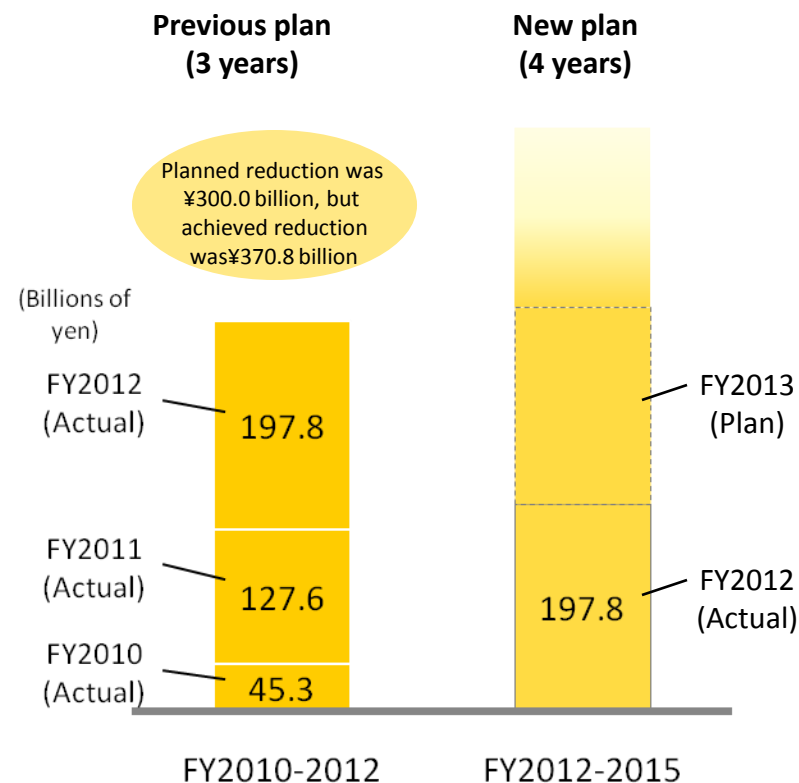 Previous plan
(3 years)
New plan
(4 years)
Planned reduction was
¥300.0 billion, but
achieved reduction
was¥370.8 billion
(Billions of
yen)
FY2012
(Actual)
197.8
FY2011
(Actual)
127.6
FY2010
(Actual)
45.3
FY2013
(Plan)
FY2012
(Actual)
197.8
FY2010-2012
FY2012-2015